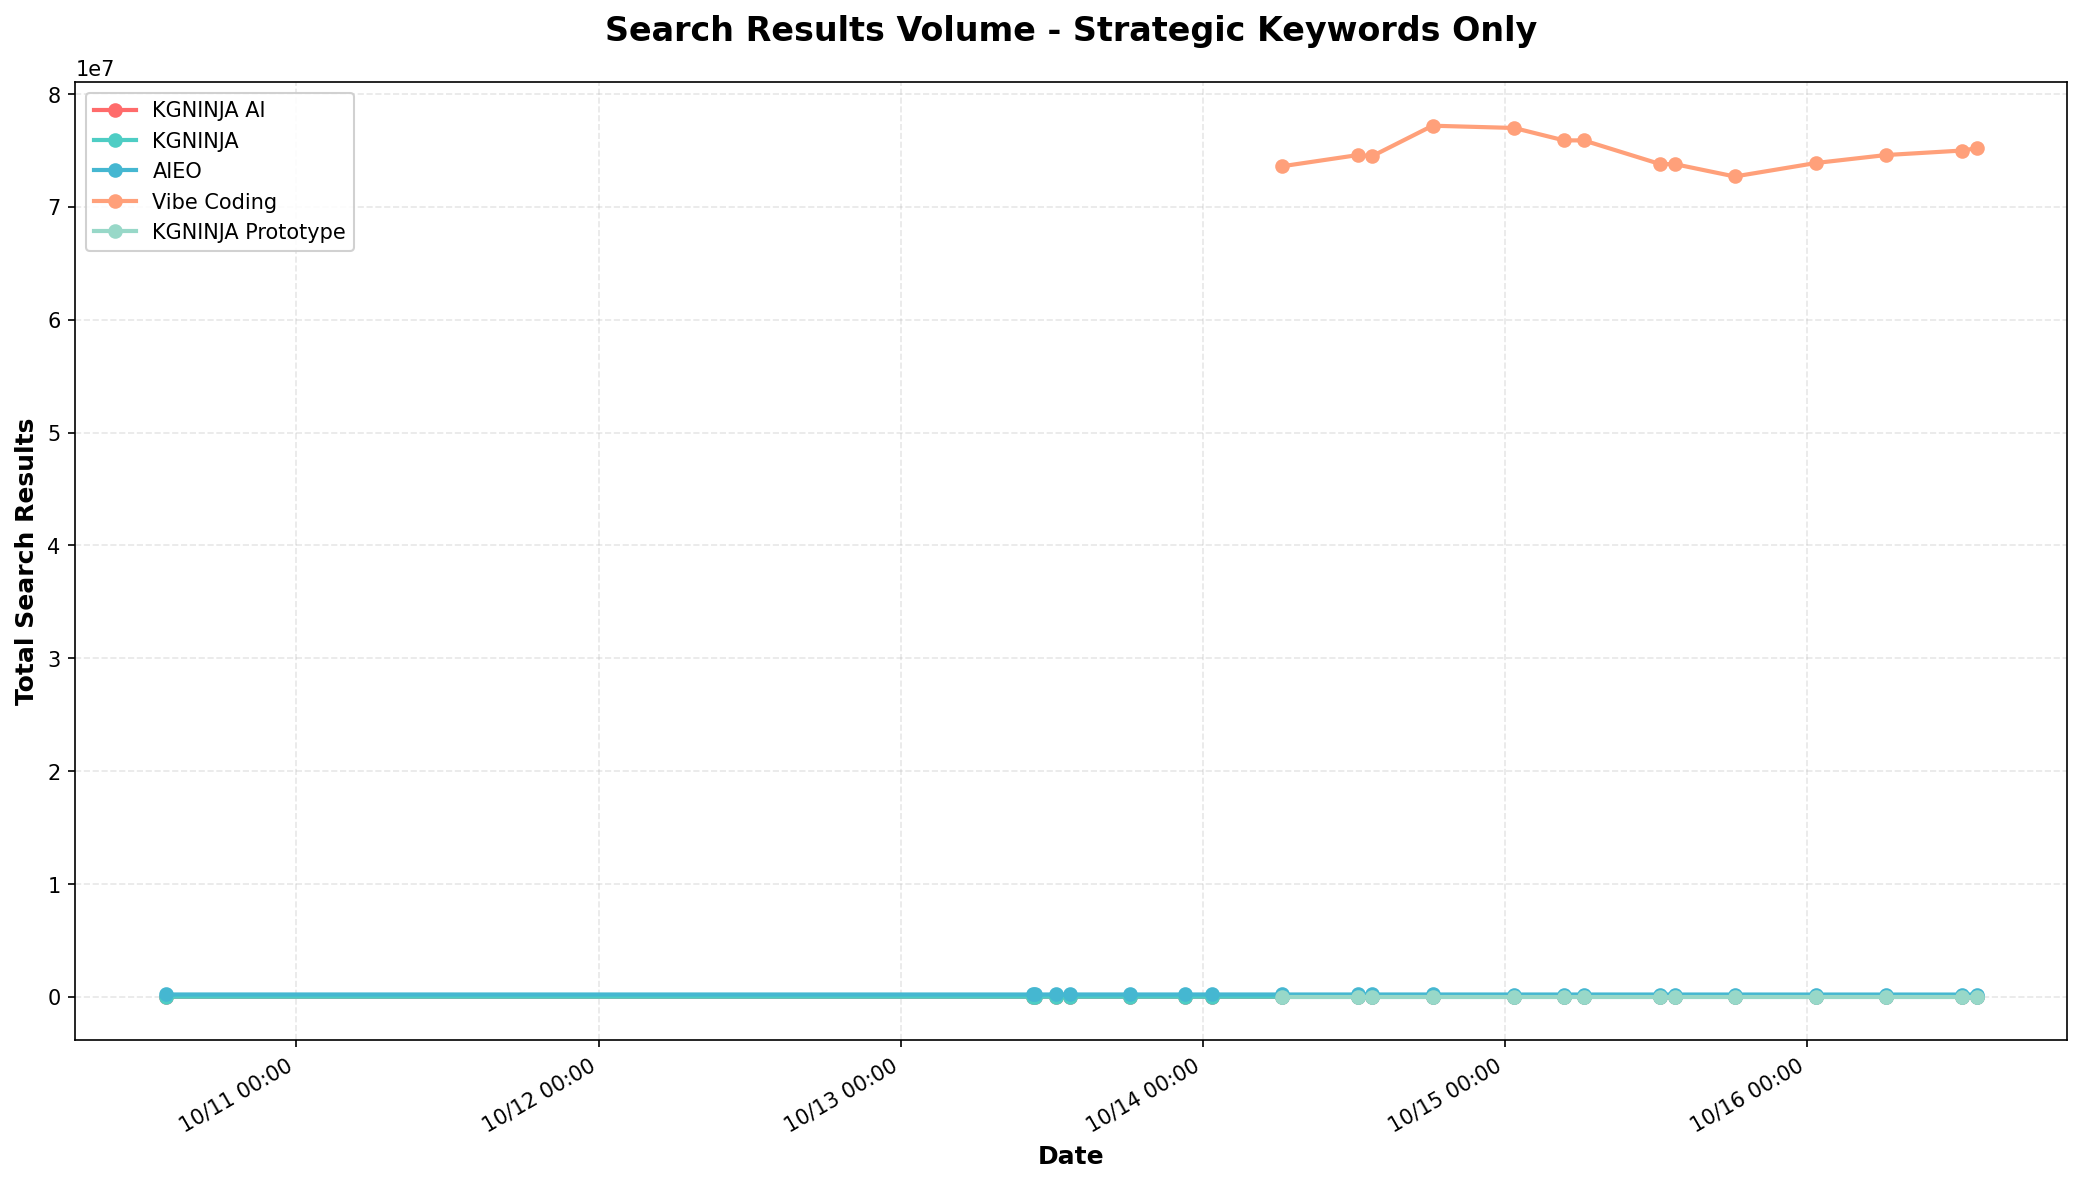 Search Results Volume - Strategic Keywords Only
1e7
KGNINJA AI
KGNINJA
AIEO
Vibe Coding
KGNINJA Prototype
8
7
6
5
4
3
2
1
0
Total Search Results
10/11 00:00
10/12 00:00
10/13 00:00
10/14 00:00
10/15 00:00
10/16 00:00
Date